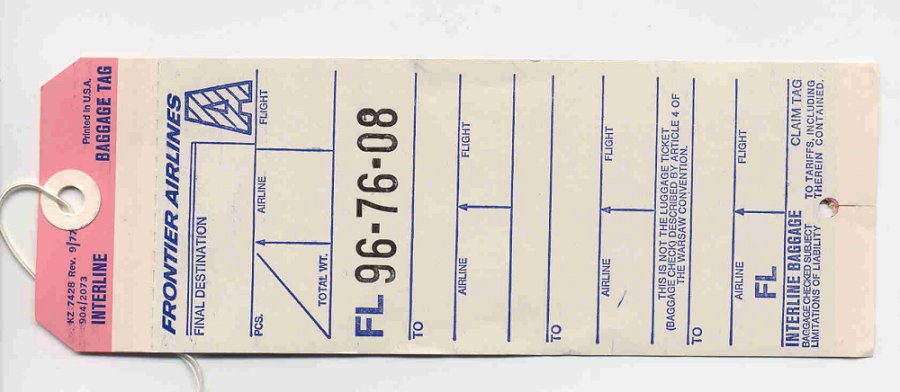 KZ-7428 Rev. 9/77 Printed in U.S.A.
904/2073
INTERLINE BAGGAGE TAG
FRONTIER AIRLINES
FINAL DESTINATION
PCS. AIRLINE FLIGHT
TOTAL WT.
FL 96-76-08
TO
AIRLINE FLIGHT
TO
AIRLINE FLIGHT
THIS IS NOT THE LUGGAGE TICKET
(BAGGAGE CHECK) DESCRIBED BY ARTICLE 4 OF
THE WARSAW CONVENTION.
TO
AIRLINE FLIGHT
FL
INTERLINE BAGGAGE CLAIM TAG
BAGGAGE CHECKED SUBJECT TO TARIFFS, INCLUDING
LIMITATIONS OF LIABILITY THEREIN CONTAINED.